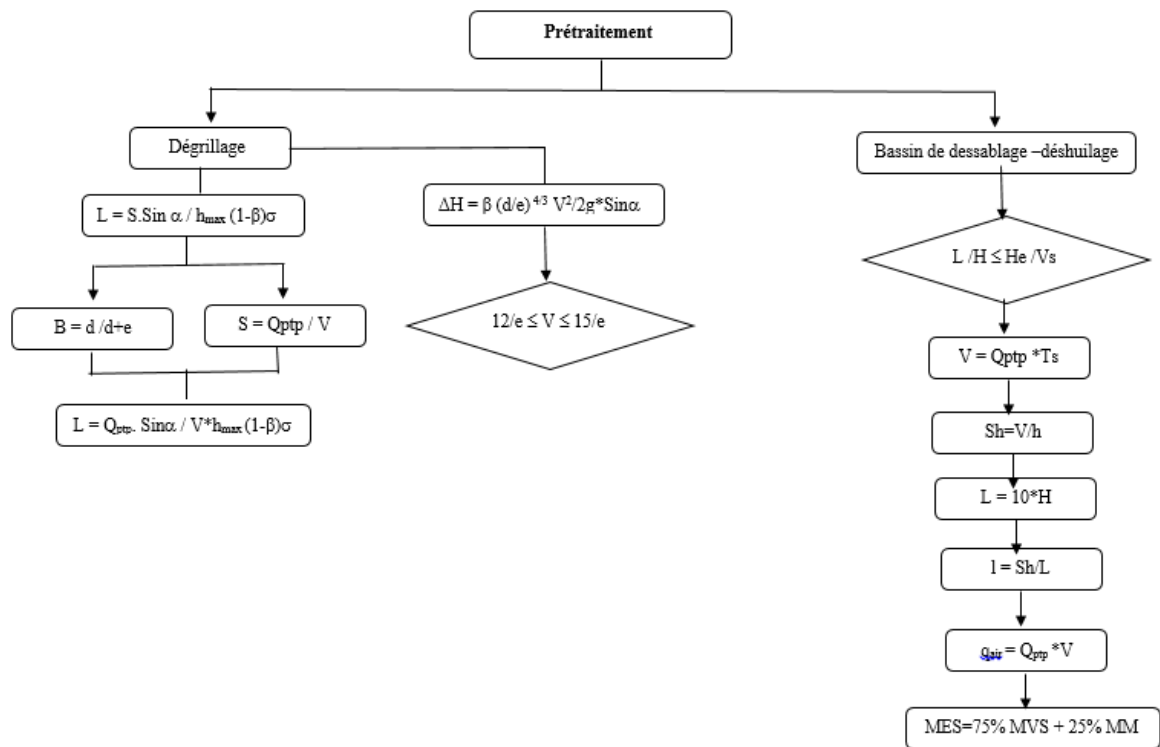 Prétraitement
Dégrillage
L = S.Sin α / hmax (1-β)σ
B = d /d+e
S = Qptp / V
L = Qptp. Sinα / V*hmax (1-β)σ
ΔH = β (d/e) 4/3 V²/2g*Sinα
12/e ≤ V ≤ 15/e
Bassin de dessablage –déshuilage
L /H ≤ He /Vs
V = Qptp *Ts
Sh=V/h
L = 10*H
l = Sh/L
qair = Qptp *V
MES=75% MVS + 25% MM